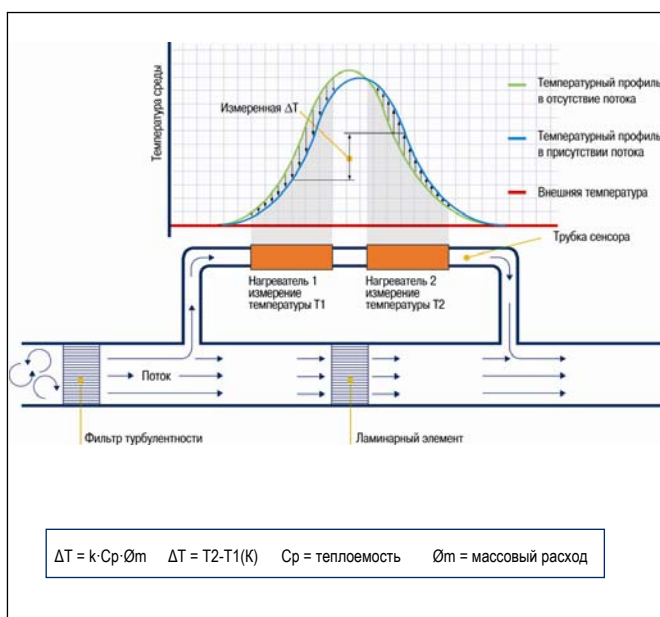 Температура среды
Измеренная ΔT
Температурный профиль
в отсутствие потока
Температурный профиль
в присутствии потока
Внешняя температура
Трубка сенсора
Нагреватель 1
измерение
температуры T1
Нагреватель 2
измерение
температуры T2
Поток
Фильтр турбулентности
Ламинарный элемент
ΔT = k·Cp·Øm ΔT = T2-T1(K) Cp = теплоемость Øm = массовый расход